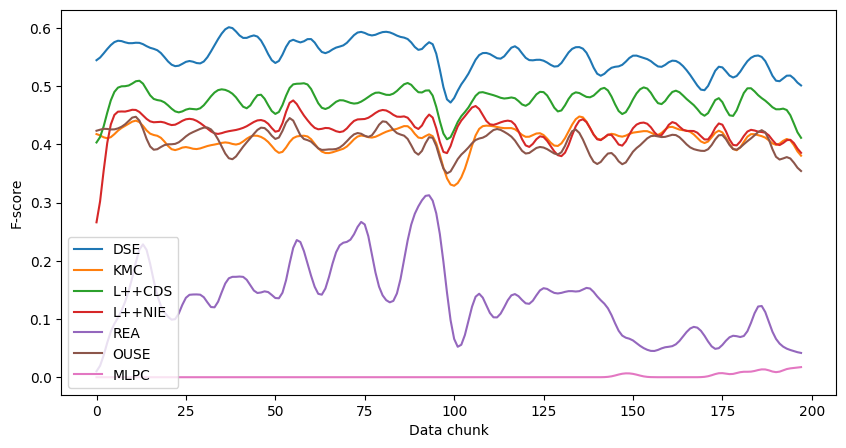 F-score
0.6
0.5
0.4
0.3
0.2
0.1
0.0
DSE
KMC
L++CDS
L++NIE
REA
OUSE
MLPC
0 25 50 75 100 125 150 175 200
Data chunk